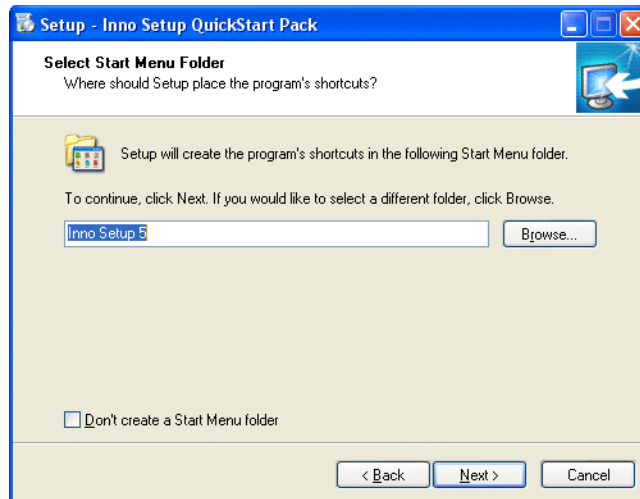 Setup - Inno Setup QuickStart Pack
Select Start Menu Folder
Where should Setup place the program's shortcuts?
Setup will create the program's shortcuts in the following Start Menu folder.
To continue, click Next. If you would like to select a different folder, click Browse.
Inno Setup 5
Browse...
Don't create a Start Menu folder
< Back
Next >
Cancel